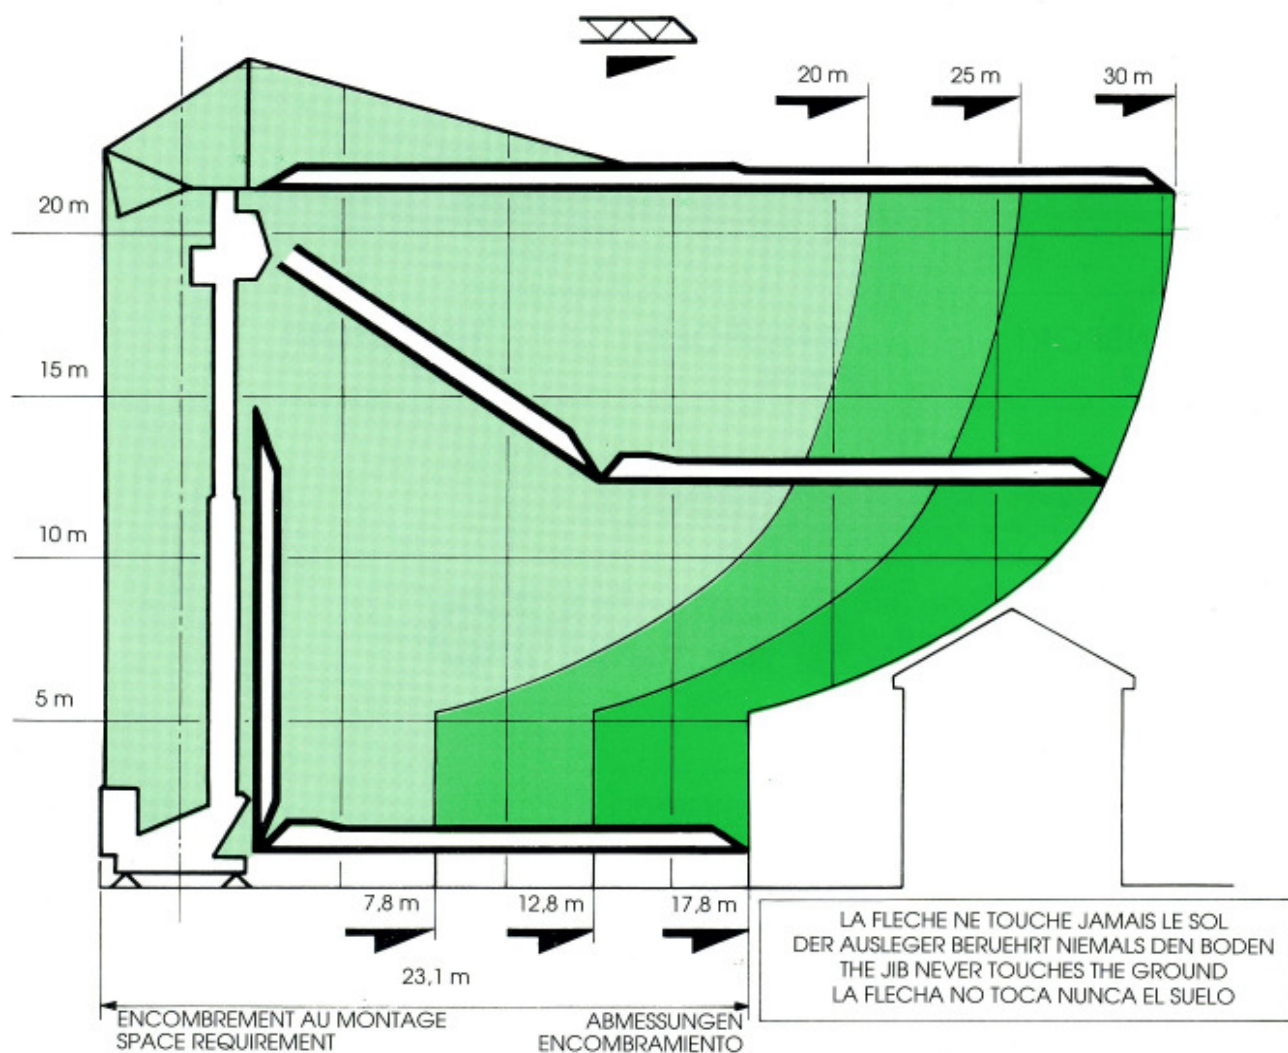 20 m
25 m
30 m
20 m
15 m
10 m
5 m
7,8 m
12,8 m
17,8 m
23,1 m
ENCOMBREMENT AU MONTAGE
SPACE REQUIREMENT
ABMESSUNGEN
ENCOMBRAMIENTO
LA FLECHE NE TOUCHE JAMAIS LE SOL
DER AUSLEGER BERUEHRT NIEMALS DEN BODEN
THE JIB NEVER TOUCHES THE GROUND
LA FLECHA NO TOCA NUNCA EL SUELO